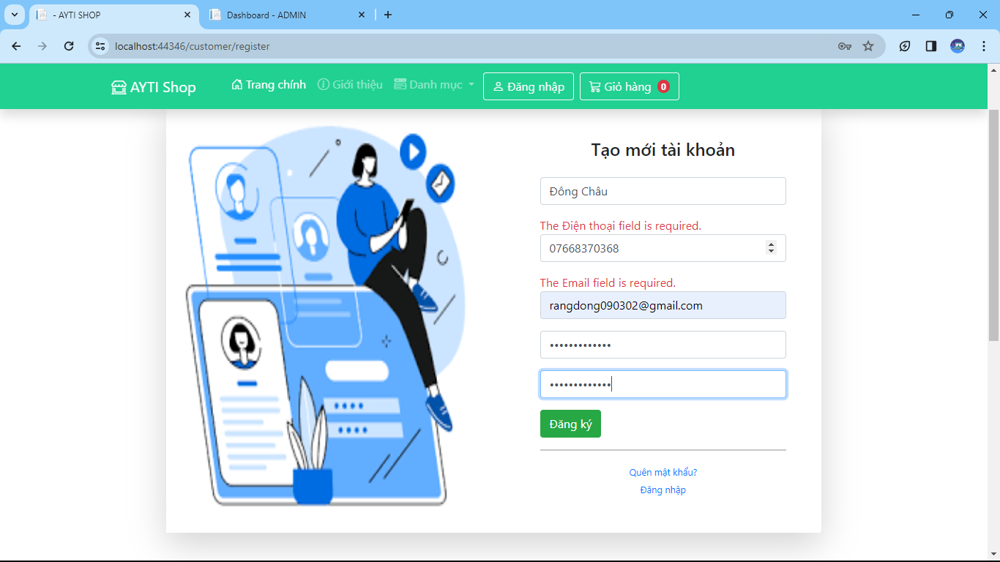 - AYTI SHOP
Dashboard - ADMIN
localhost:44346/customer/register
AYTI Shop
Trang chính
Giới thiệu
Danh mục
Đăng nhập
Giỏ hàng 0
Tạo mới tài khoản
Đông Châu
The Điện thoại field is required.
07668370368
The Email field is required.
rangdong090302@gmail.com
•••••••••••••
•••••••••••••
Đăng ký
Quên mật khẩu?
Đăng nhập